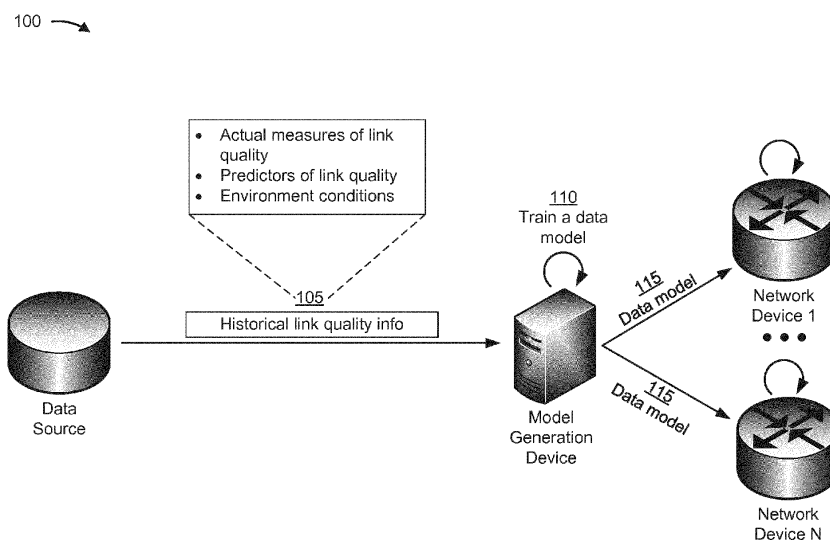 100
• Actual measures of link
quality
• Predictors of link quality
• Environment conditions
105
Historical link quality info
110
Train a data
model
115
Data model
115
Data model
Data
Source
Model
Generation
Device
Network
Device 1
Network
Device N